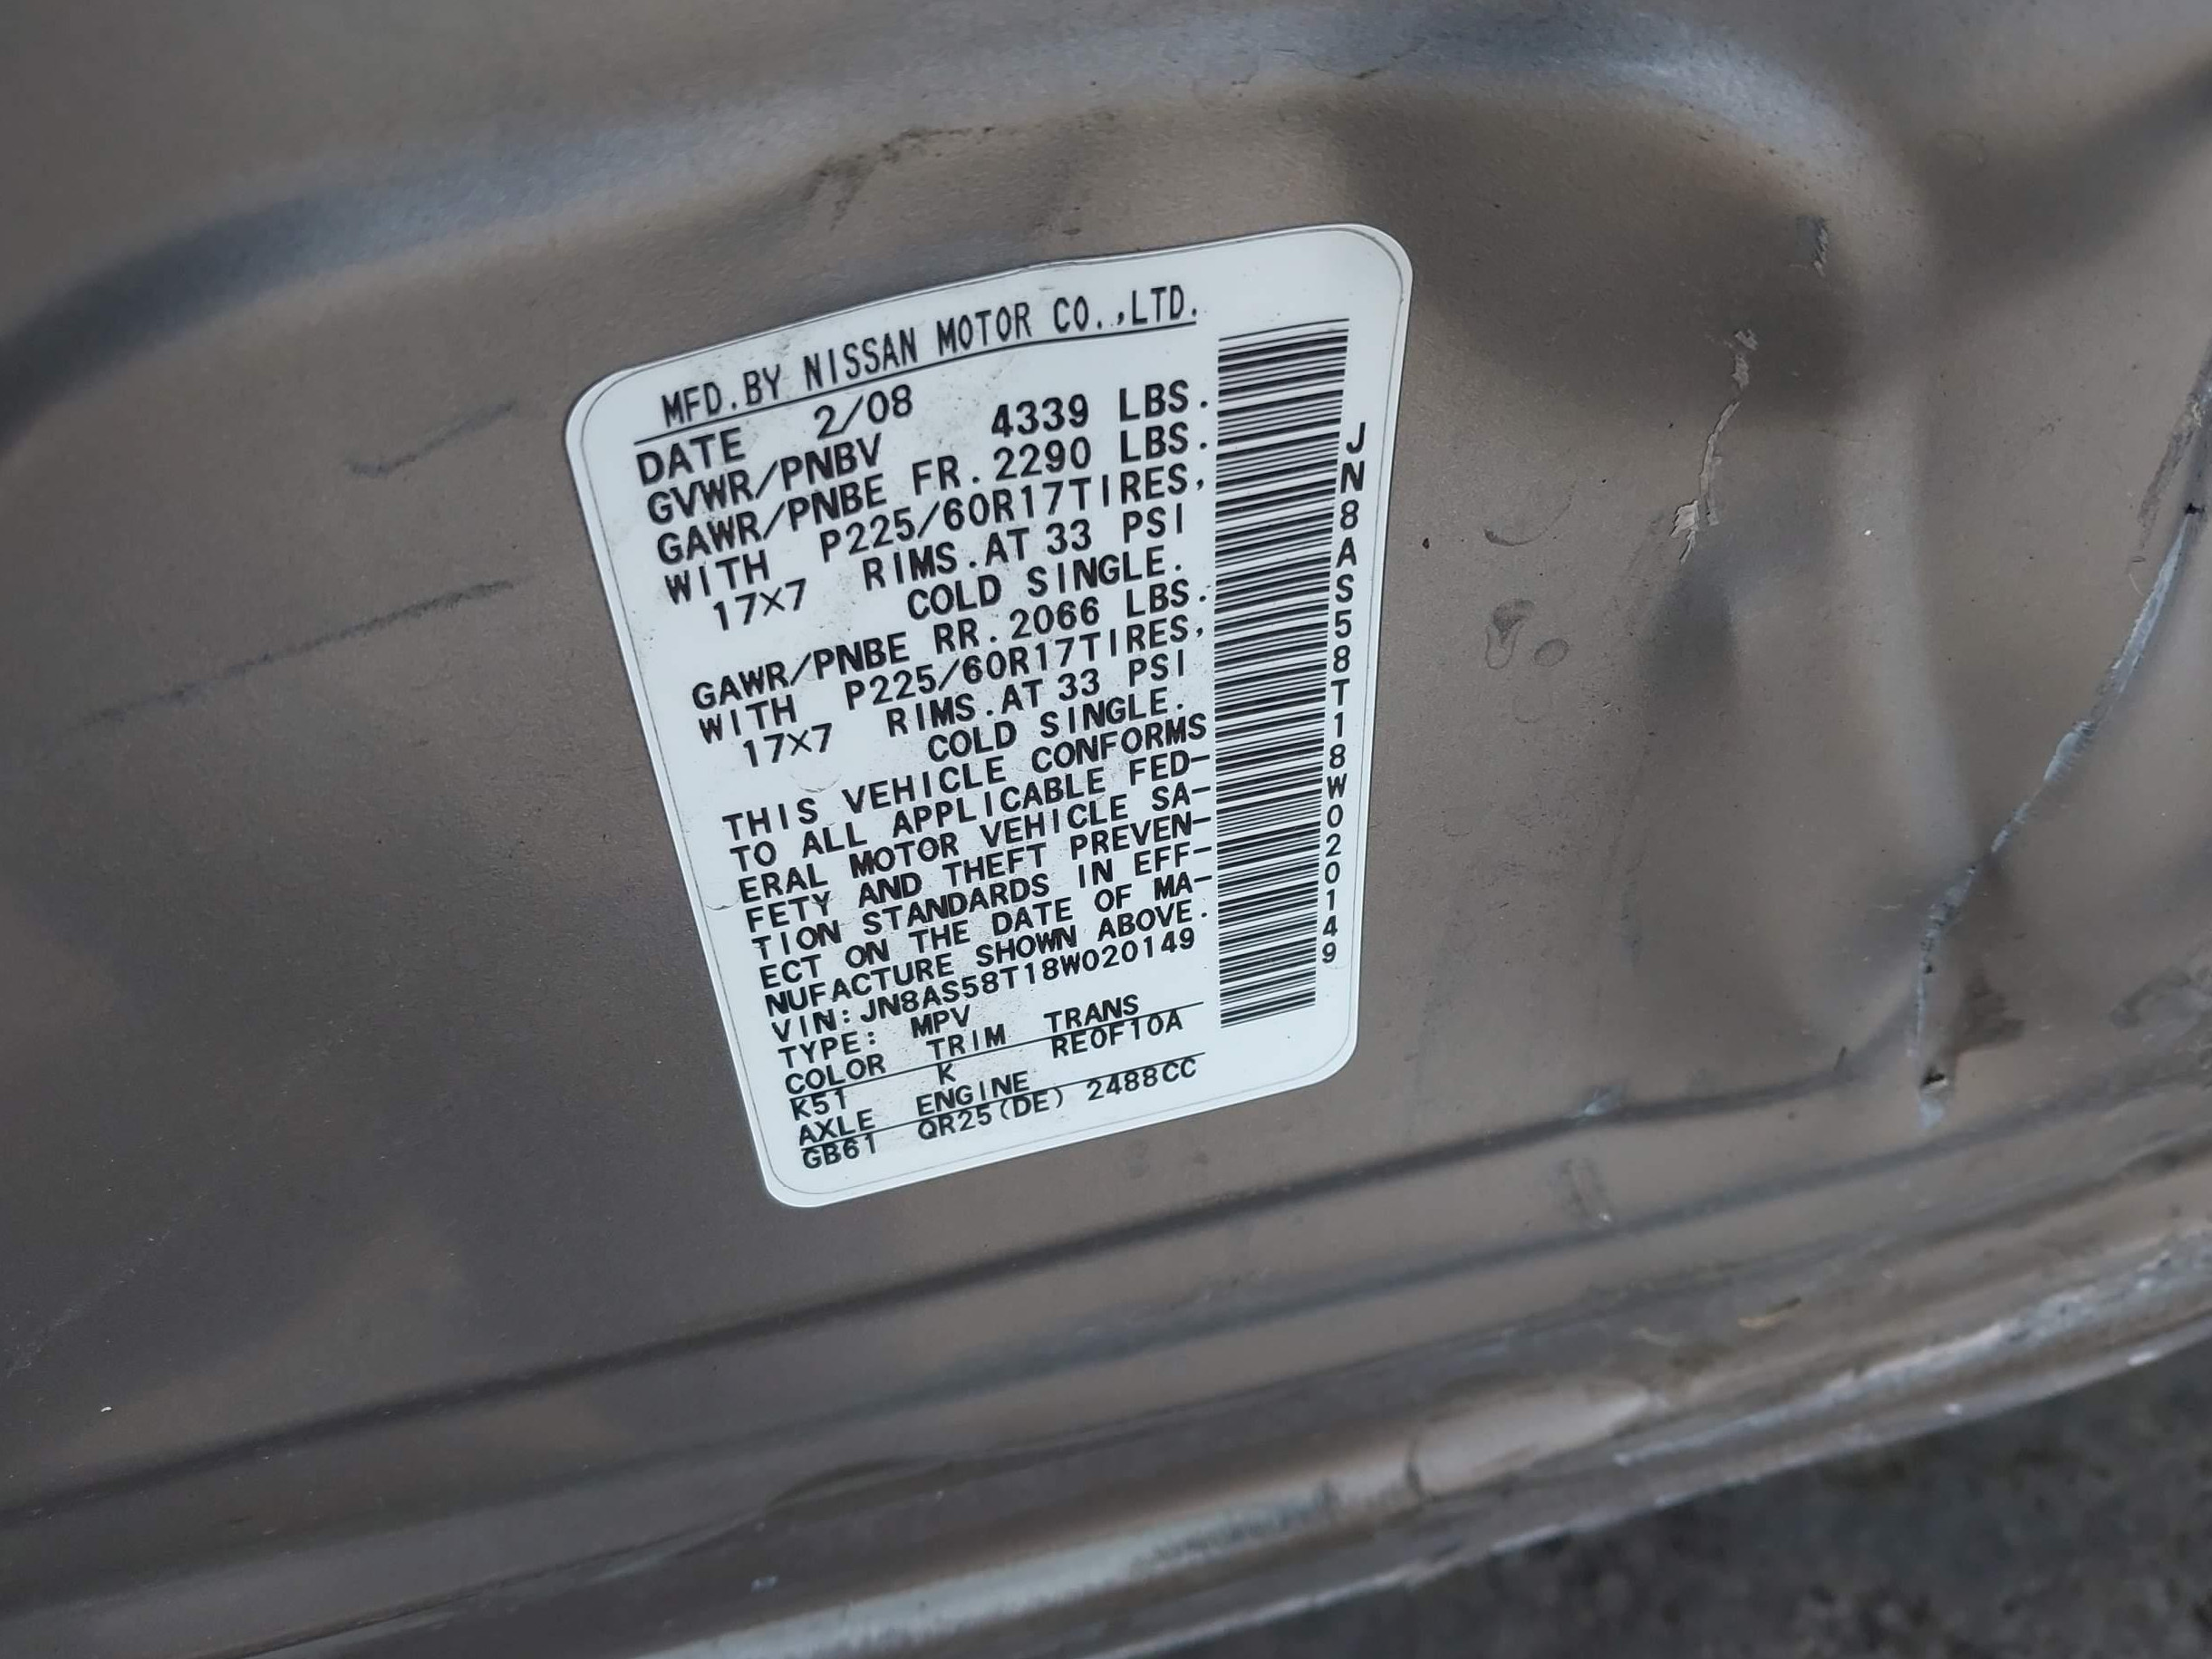 MFD.BY NISSAN MOTOR CO.,LTD.
DATE 2/08
GVWR/PNBV 4339 LBS.
GAWR/PNBE FR.2290 LBS.
WITH P225/60R17TIRES,
17×7 RIMS.AT 33 PSI
COLD SINGLE.
GAWR/PNBE RR.2066 LBS.
WITH P225/60R17TIRES,
17×7 RIMS.AT 33 PSI
COLD SINGLE.
THIS VEHICLE CONFORMS
TO ALL APPLICABLE FED-
ERAL MOTOR VEHICLE SA-
FETY AND THEFT PREVEN-
TION STANDARDS IN EFF-
ECT ON THE DATE OF MA-
NUFACTURE SHOWN ABOVE.
VIN:JN8AS58T18W020149
TYPE: MPV
COLOR TRIM TRANS
K51 K RE0F10A
AXLE ENGINE
GB61 QR25(DE) 2488CC
JN8AS58T18W020149